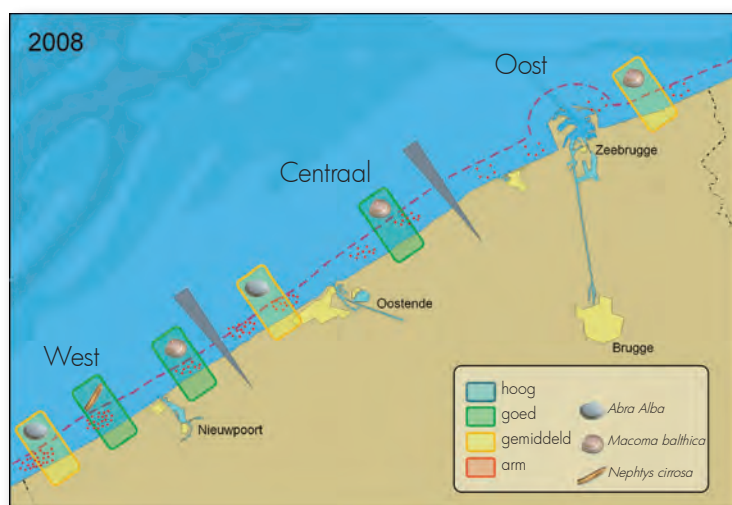 2008
Oost
Zeebrugge
Centraal
Oostende
Brugge
West
Nieuwpoort
hoog
goed
gemiddeld
arm
Abra Alba
Macoma balthica
Nephtys cirrosa